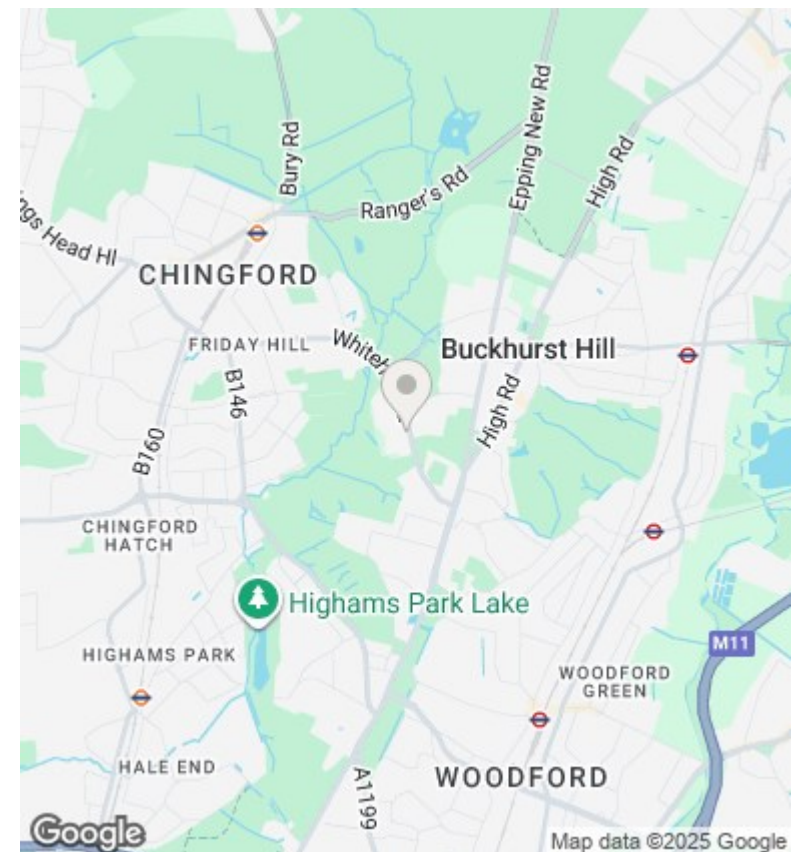 Bury Rd
Epping New Rd
High Rd
Ranger's Rd
ngs Head Hl
CHINGFORD
FRIDAY HILL
Buckhurst Hill
B146
High Rd
B160
CHINGFORD
HATCH
Highams Park Lake
M11
HIGHAMS PARK
WOODFORD
GREEN
HALE END
WOODFORD
A1199
Google
Map data ©2025 Google